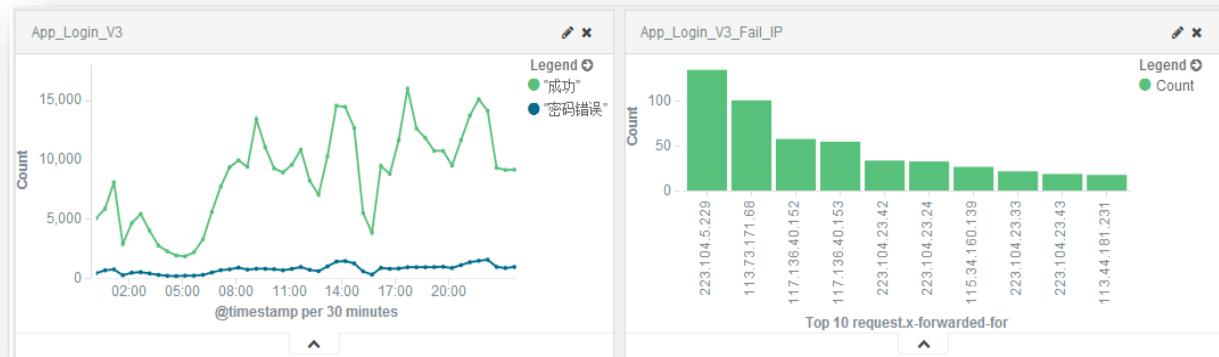 App_Login_V3
Legend
"成功"
"密码错误"
15,000
10,000
5,000
0
Count
02:00
05:00
08:00
11:00
14:00
17:00
20:00
@timestamp per 30 minutes
App_Login_V3_Fail_IP
Legend
Count
100
50
0
Count
223.104.5.229
113.73.171.68
117.136.40.152
117.136.40.153
223.104.23.42
223.104.23.24
115.34.160.139
223.104.23.33
223.104.23.43
113.44.181.231
Top 10 request.x-forwarded-for